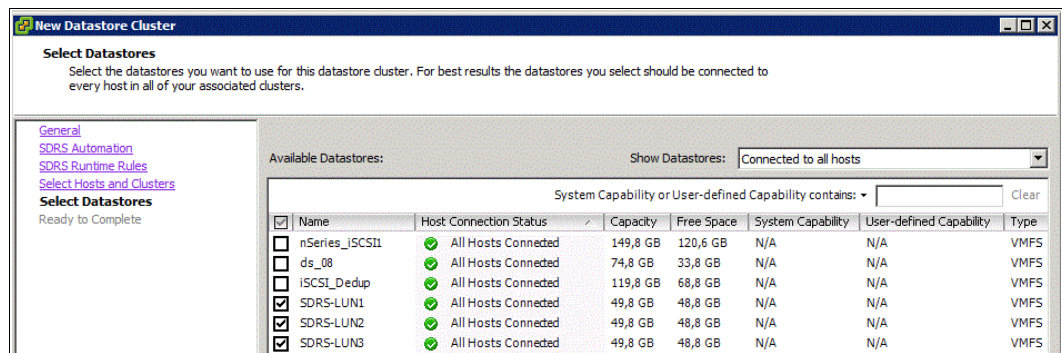 New Datastore Cluster
Select Datastores
Select the datastores you want to use for this datastore cluster. For best results the datastores you select should be connected to
every host in all of your associated clusters.
General
SDRS Automation
SDRS Runtime Rules
Select Hosts and Clusters
Select Datastores
Ready to Complete
Available Datastores: Show Datastores: Connected to all hosts
System Capability or User-defined Capability contains: Clear
Name Host Connection Status Capacity Free Space System Capability User-defined Capability Type
nSeries_iSCSI1 All Hosts Connected 149,8 GB 120,6 GB N/A N/A VMFS
ds_08 All Hosts Connected 74,8 GB 33,8 GB N/A N/A VMFS
iSCSI_Dedup All Hosts Connected 119,8 GB 68,8 GB N/A N/A VMFS
SDRS-LUN1 All Hosts Connected 49,8 GB 48,8 GB N/A N/A VMFS
SDRS-LUN2 All Hosts Connected 49,8 GB 48,8 GB N/A N/A VMFS
SDRS-LUN3 All Hosts Connected 49,8 GB 48,8 GB N/A N/A VMFS